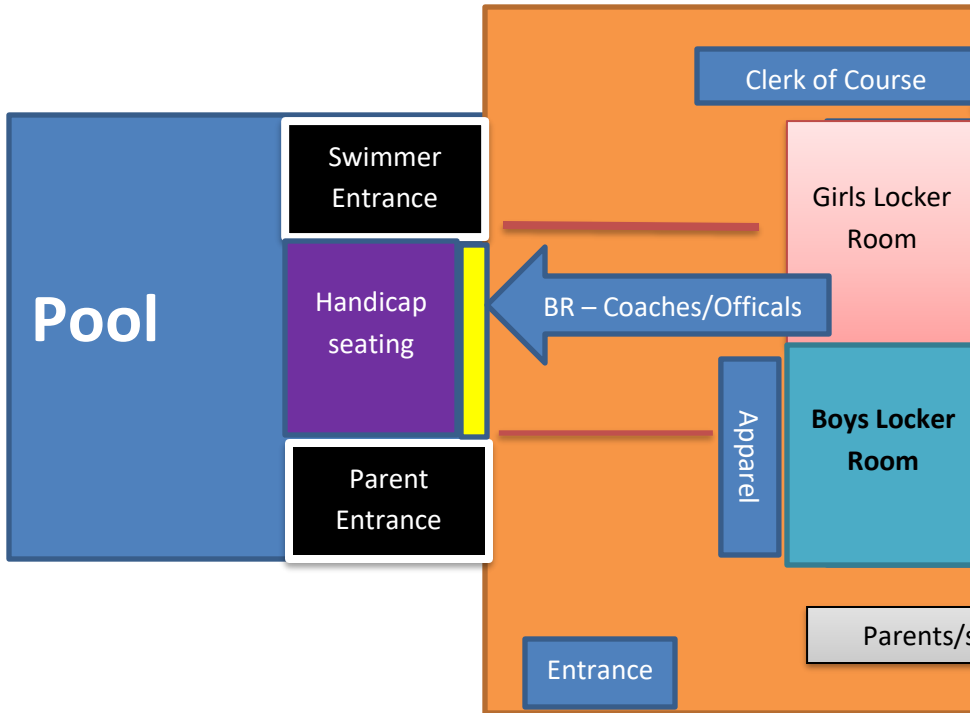 Clerk of Course
Swimmer
Entrance
Girls Locker
Room
Pool
Handicap
seating
BR – Coaches/Officals
Apparel
Boys Locker
Room
Parent
Entrance
Parents/s
Entrance